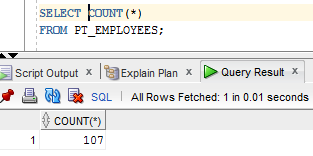 SELECT COUNT(*)
FROM PT_EMPLOYEES;
Script Output x Explain Plan x Query Result x
SQL | All Rows Fetched: 1 in 0.01 seconds
COUNT(*)
1 107